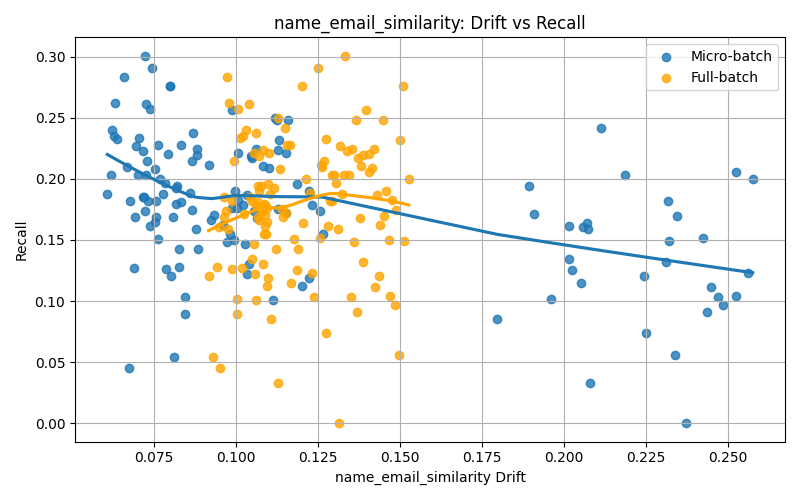 name_email_similarity: Drift vs Recall
Micro-batch
Full-batch
Recall
0.30
0.25
0.20
0.15
0.10
0.05
0.00
0.075 0.100 0.125 0.150 0.175 0.200 0.225 0.250
name_email_similarity Drift